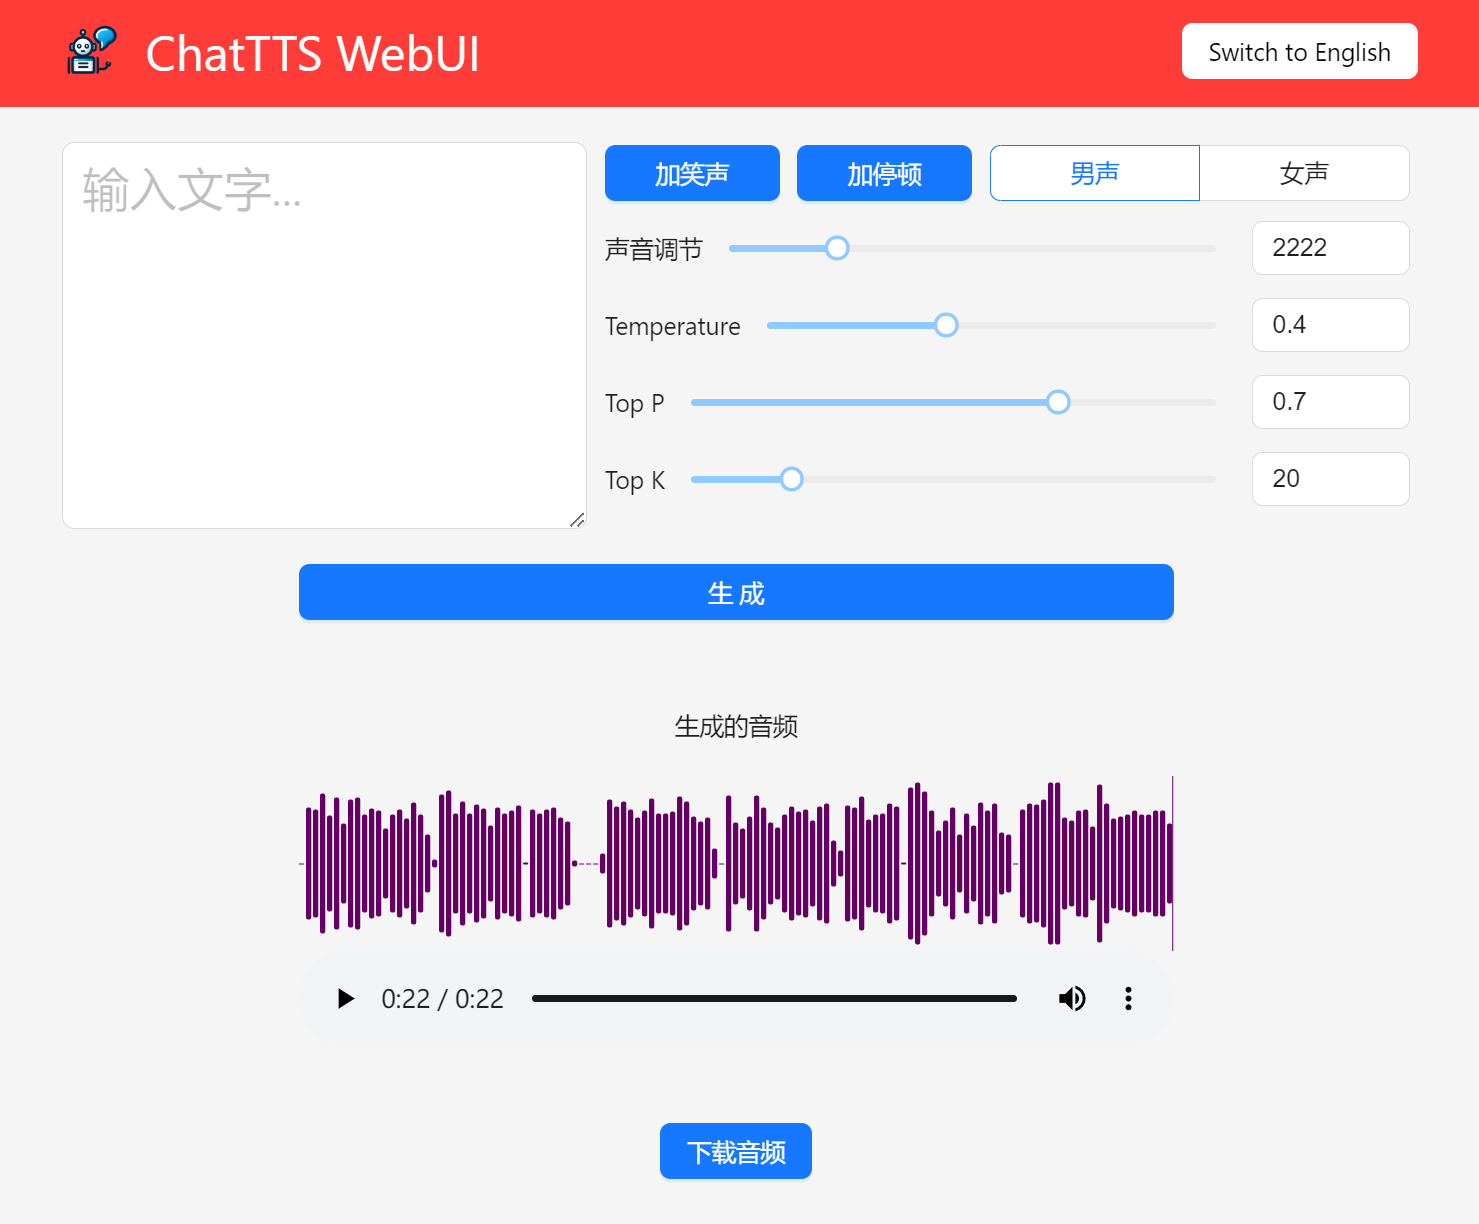 ChatTTS WebUI
Switch to English
输入文字...
加笑声
加停顿
男声
女声
声音调节
2222
Temperature
0.4
Top P
0.7
Top K
20
生 成
生成的音频
0:22 / 0:22
下载音频